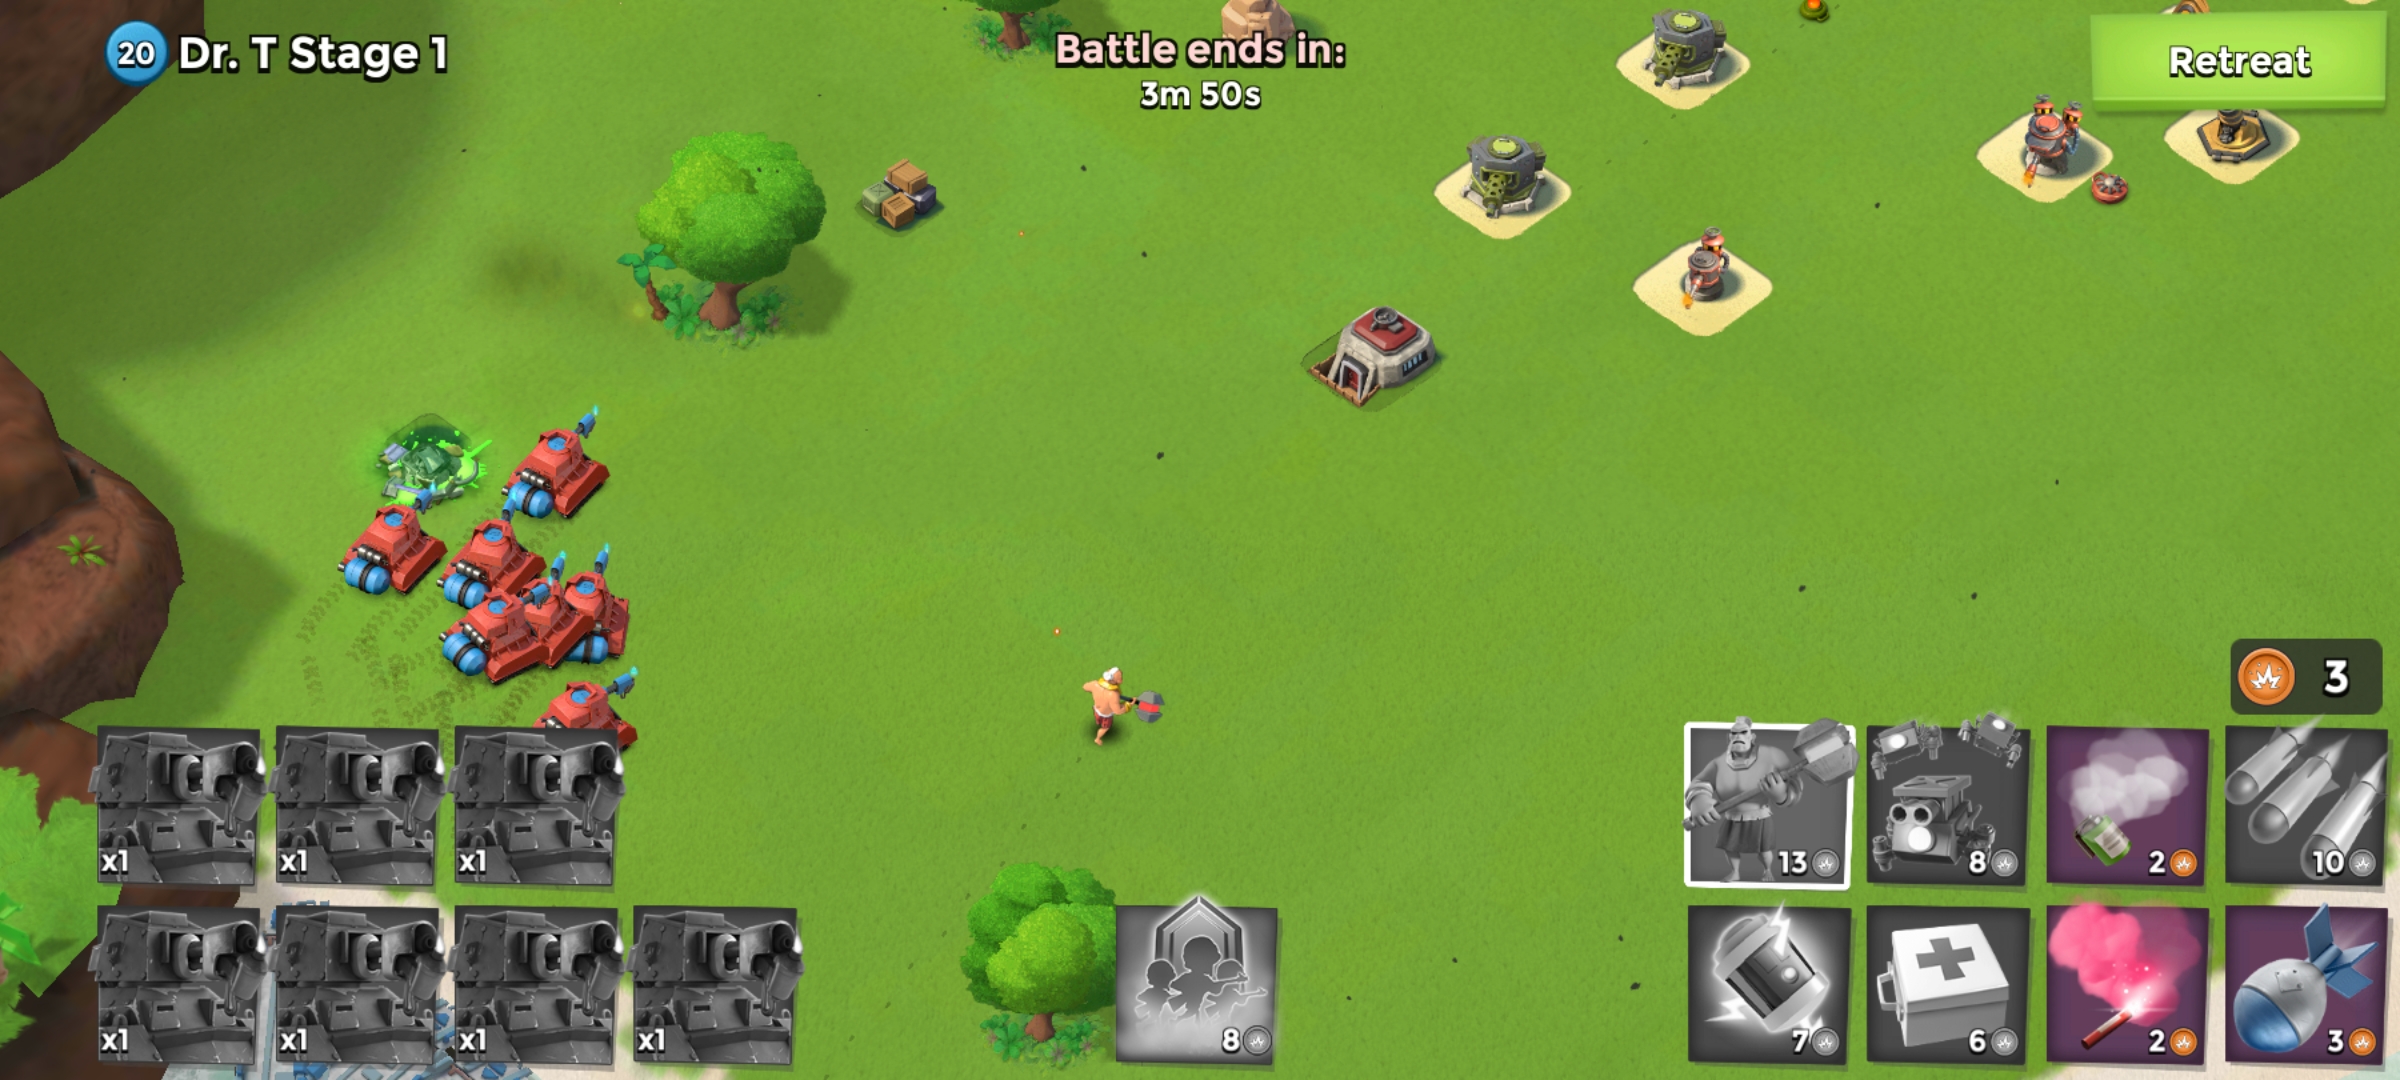 20 Dr. T Stage 1
Battle ends in:
3m 50s
Retreat
3
x1 x1 x1
13 8 2 10
x1 x1 x1 x1
8
7 6 2 3